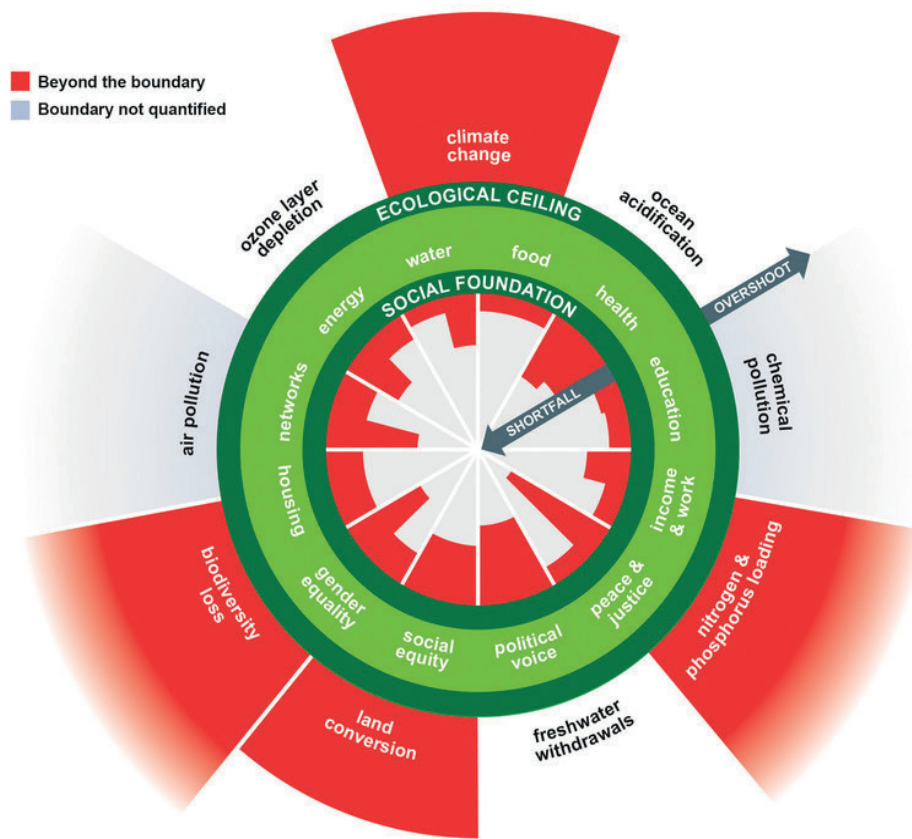 Beyond the boundary
Boundary not quantified
climate
change
ozone layer
depletion
ocean
acidification
ECOLOGICAL CEILING
water
food
energy
health
SOCIAL FOUNDATION
OVERSHOOT
SHORTFALL
air pollution
networks
education
chemical
pollution
housing
income
& work
biodiversity
loss
gender
equality
peace &
justice
nitrogen &
phosphorus loading
social
equity
political
voice
land
conversion
freshwater
withdrawals